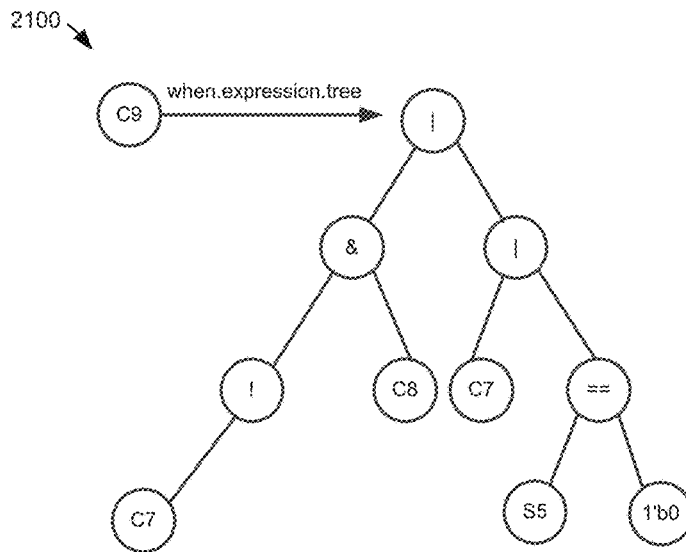 2100
when.expression.tree
C9
|
&
|
!
C8
C7
==
C7
S5
1'b0